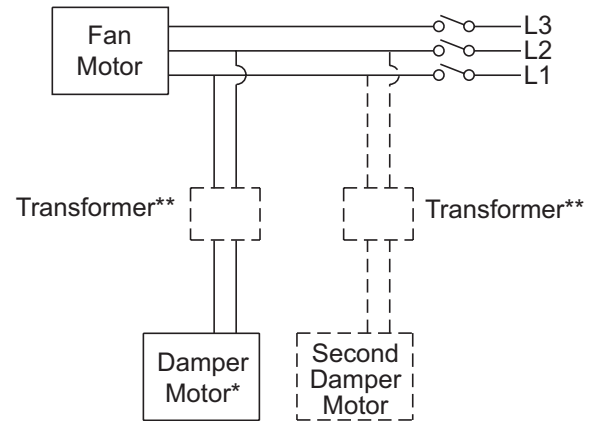 Fan
Motor
L3
L2
L1
Transformer**
Transformer**
Damper
Motor*
Second
Damper
Motor